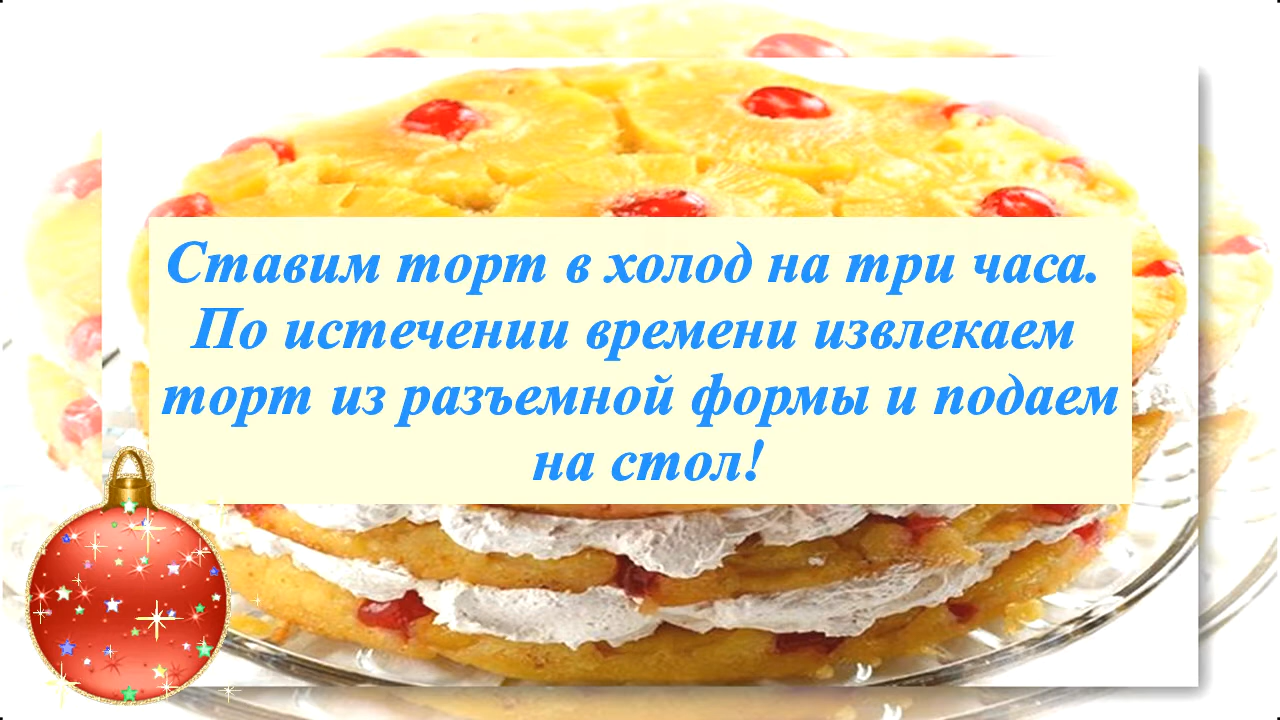 Ставим торт в холод на три часа.
По истечении времени извлекаем
торт из разъемной формы и подаем
на стол!